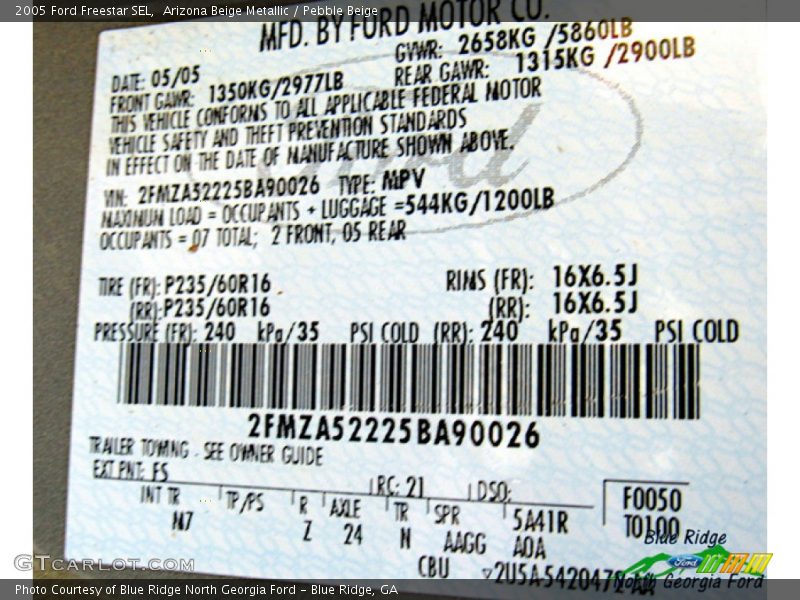 2005 Ford Freestar SEL, Arizona Beige Metallic / Pebble Beige
MFD. BY FORD MOTOR CO.
DATE: 05/05 GVWR: 2658KG /5860LB
FRONT GAWR: 1350KG/2977LB REAR GAWR: 1315KG /2900LB
THIS VEHICLE CONFORMS TO ALL APPLICABLE FEDERAL MOTOR
VEHICLE SAFETY AND THEFT PREVENTION STANDARDS
IN EFFECT ON THE DATE OF MANUFACTURE SHOWN ABOVE.
Ford
VIN: 2FMZA52225BA90026 TYPE: MPV
MAXIMUM LOAD = OCCUPANTS + LUGGAGE =544KG/1200LB
OCCUPANTS = 07 TOTAL; 2 FRONT, 05 REAR
TIRE (FR): P235/60R16 RIMS (FR): 16X6.5J
(RR): P235/60R16 (RR): 16X6.5J
PRESSURE (FR): 240 kPa/35 PSI COLD (RR): 240 kPa/35 PSI COLD
2FMZA52225BA90026
TRAILER TOWING - SEE OWNER GUIDE
EXT PNT: FS RC: 21 DSO: F0050
INT TR TP/PS R AXLE TR SPR 5A41R T0100
N7 Z 24 N AAGG A0A
CBU
Blue Ridge
Ford
North Georgia Ford
GTCARLOT.COM
Photo Courtesy of Blue Ridge North Georgia Ford – Blue Ridge, GA